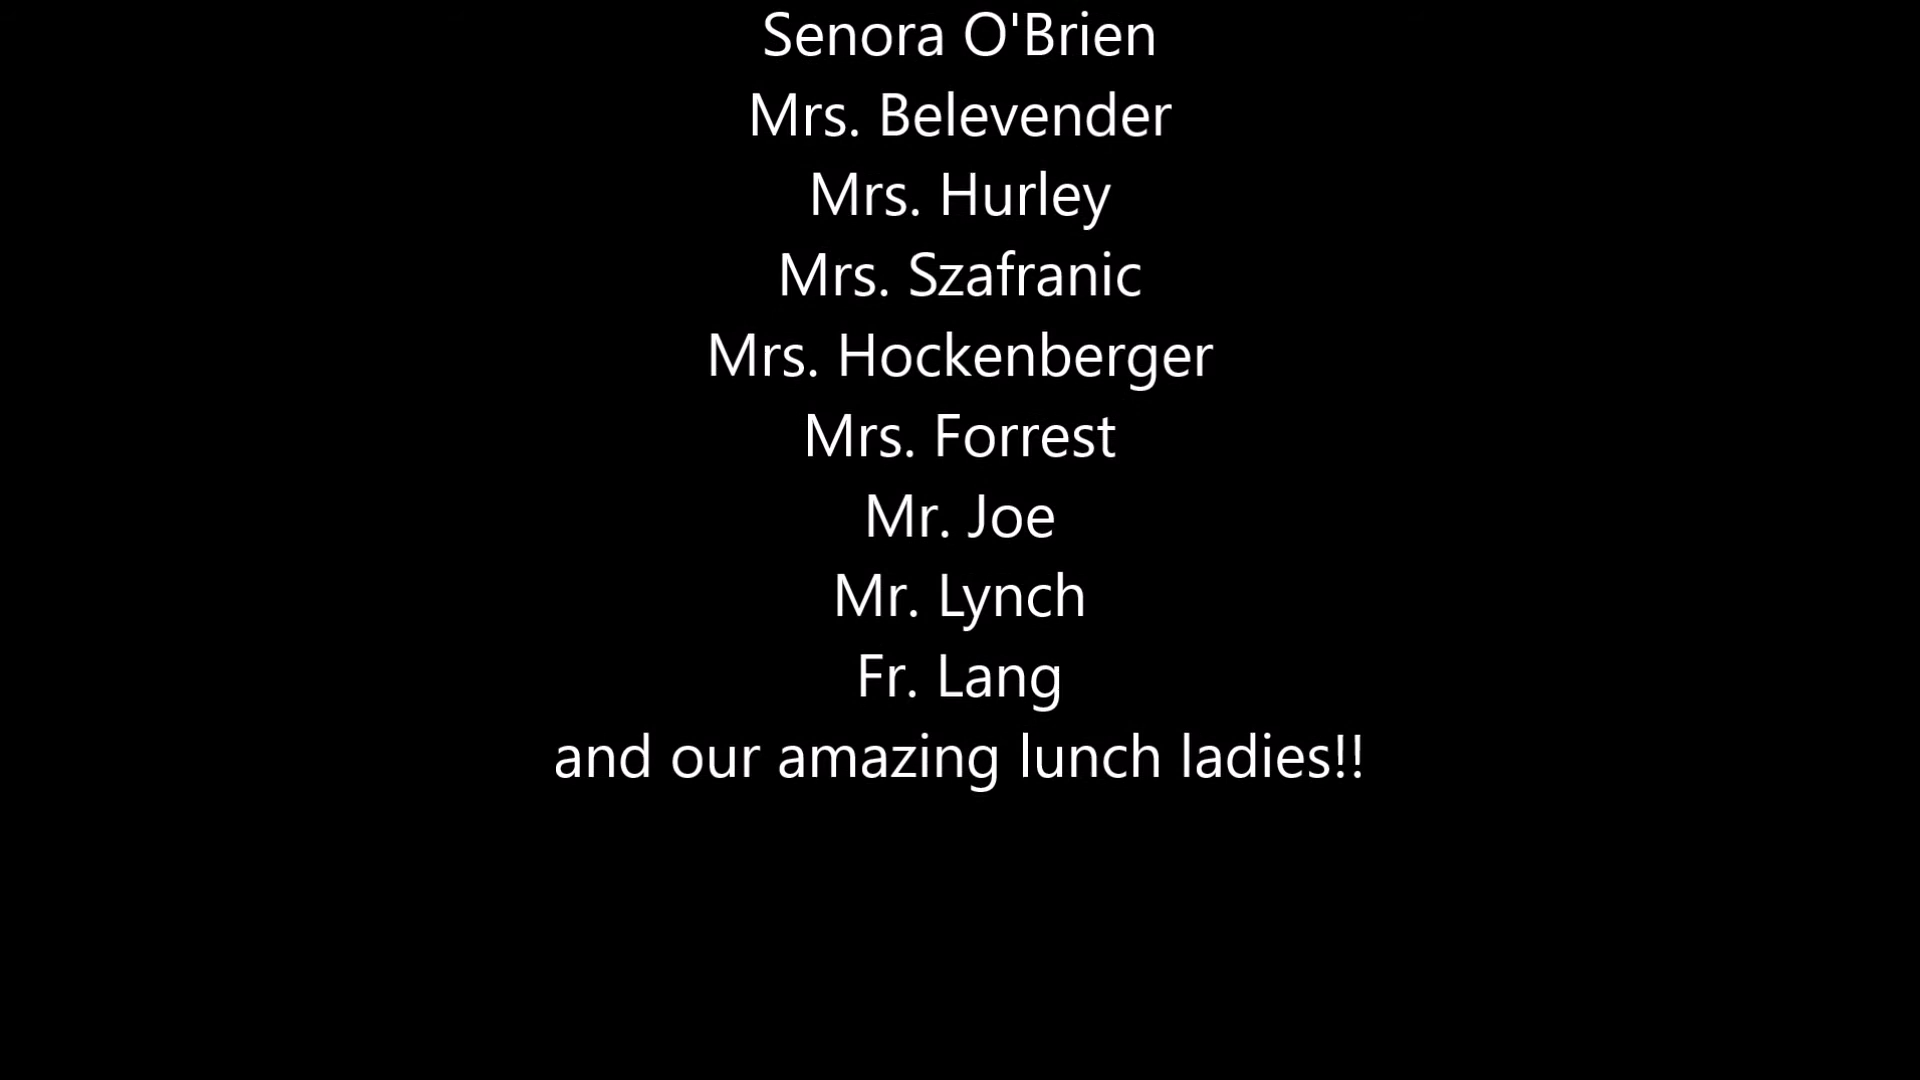 Senora O'Brien
Mrs. Belevender
Mrs. Hurley
Mrs. Szafranic
Mrs. Hockenberger
Mrs. Forrest
Mr. Joe
Mr. Lynch
Fr. Lang
and our amazing lunch ladies!!